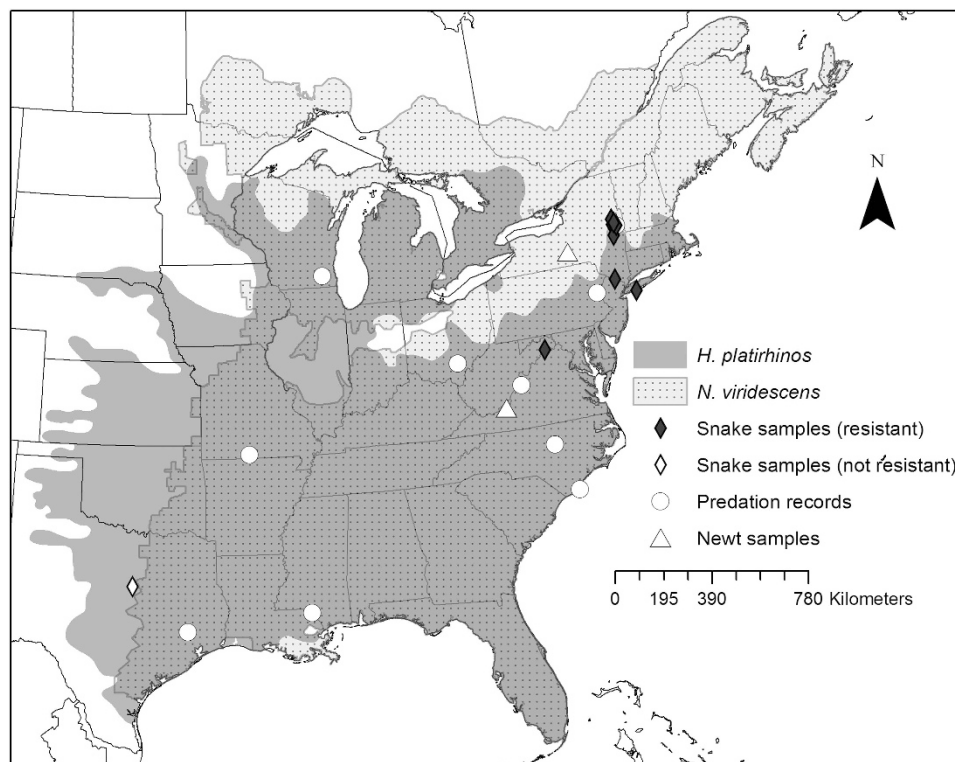 N
H. platirhinos
N. viridescens
Snake samples (resistant)
Snake samples (not resistant)
Predation records
Newt samples
0 195 390 780 Kilometers